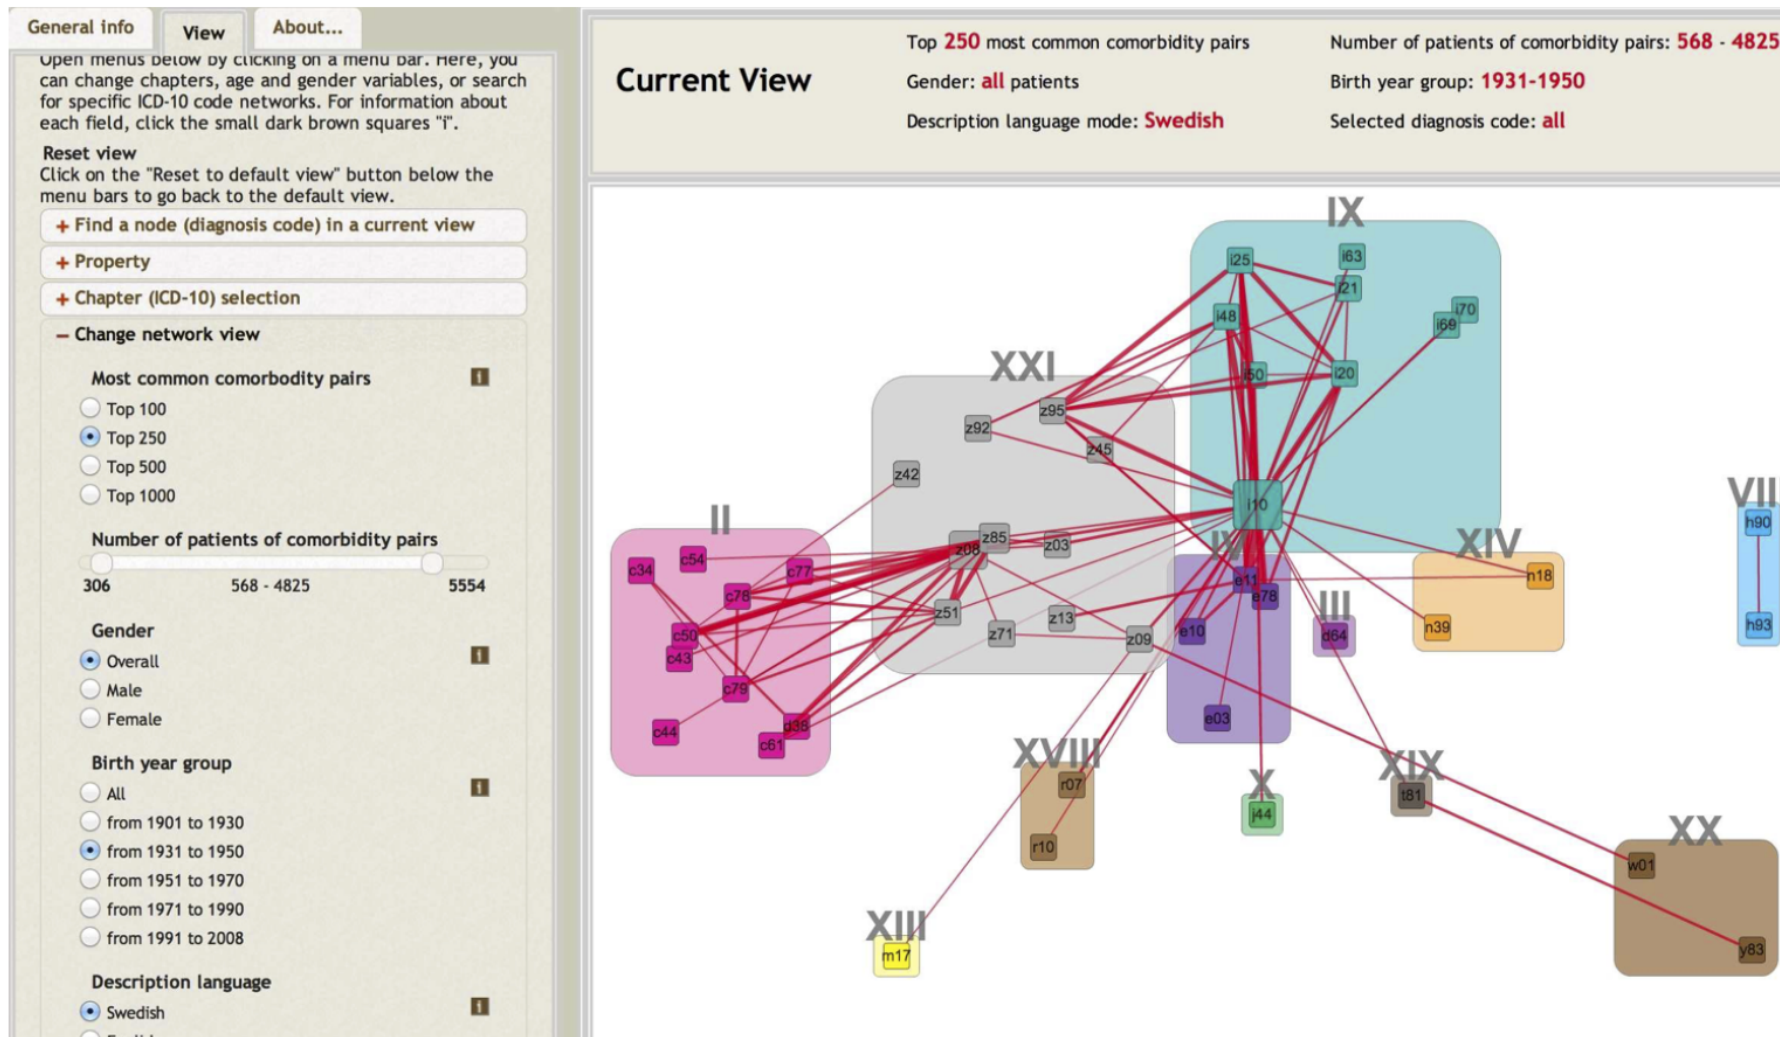 General info
View
About...
Open menus below by clicking on a menu bar. Here, you
can change chapters, age and gender variables, or search
for specific ICD-10 code networks. For information about
each field, click the small dark brown squares "i".
Reset view
Click on the "Reset to default view" button below the
menu bars to go back to the default view.
+ Find a node (diagnosis code) in a current view
+ Property
+ Chapter (ICD-10) selection
– Change network view
Most common comorbodity pairs
i
Top 100
Top 250
Top 500
Top 1000
Number of patients of comorbidity pairs
306
568 - 4825
5554
Gender
i
Overall
Male
Female
Birth year group
i
All
from 1901 to 1930
from 1931 to 1950
from 1951 to 1970
from 1971 to 1990
from 1991 to 2008
Description language
i
Swedish
Current View
Top 250 most common comorbidity pairs
Gender: all patients
Description language mode: Swedish
Number of patients of comorbidity pairs: 568 - 4825
Birth year group: 1931-1950
Selected diagnosis code: all
IX
i25
i63
i21
i70
i69
i48
i50
i20
i10
XXI
z95
z92
z45
z42
z85
z08
z03
z51
z71
z13
z09
II
c34
c54
c77
c78
c50
c43
c79
c44
d38
c61
IV
e11
e78
e10
e03
III
d64
XIV
n18
n39
VII
h90
h93
XVIII
r07
r10
X
j44
XIX
t81
XX
w01
y83
XIII
m17